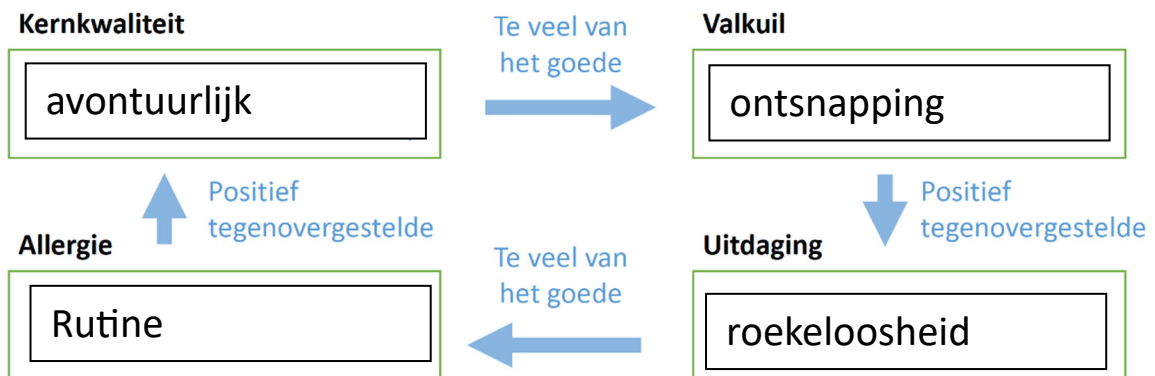 Kernkwaliteit
avontuurlijk
Te veel van
het goede
Valkuil
ontsnapping
Positief
tegenovergestelde
Positief
tegenovergestelde
Allergie
Rutine
Te veel van
het goede
Uitdaging
roekeloosheid